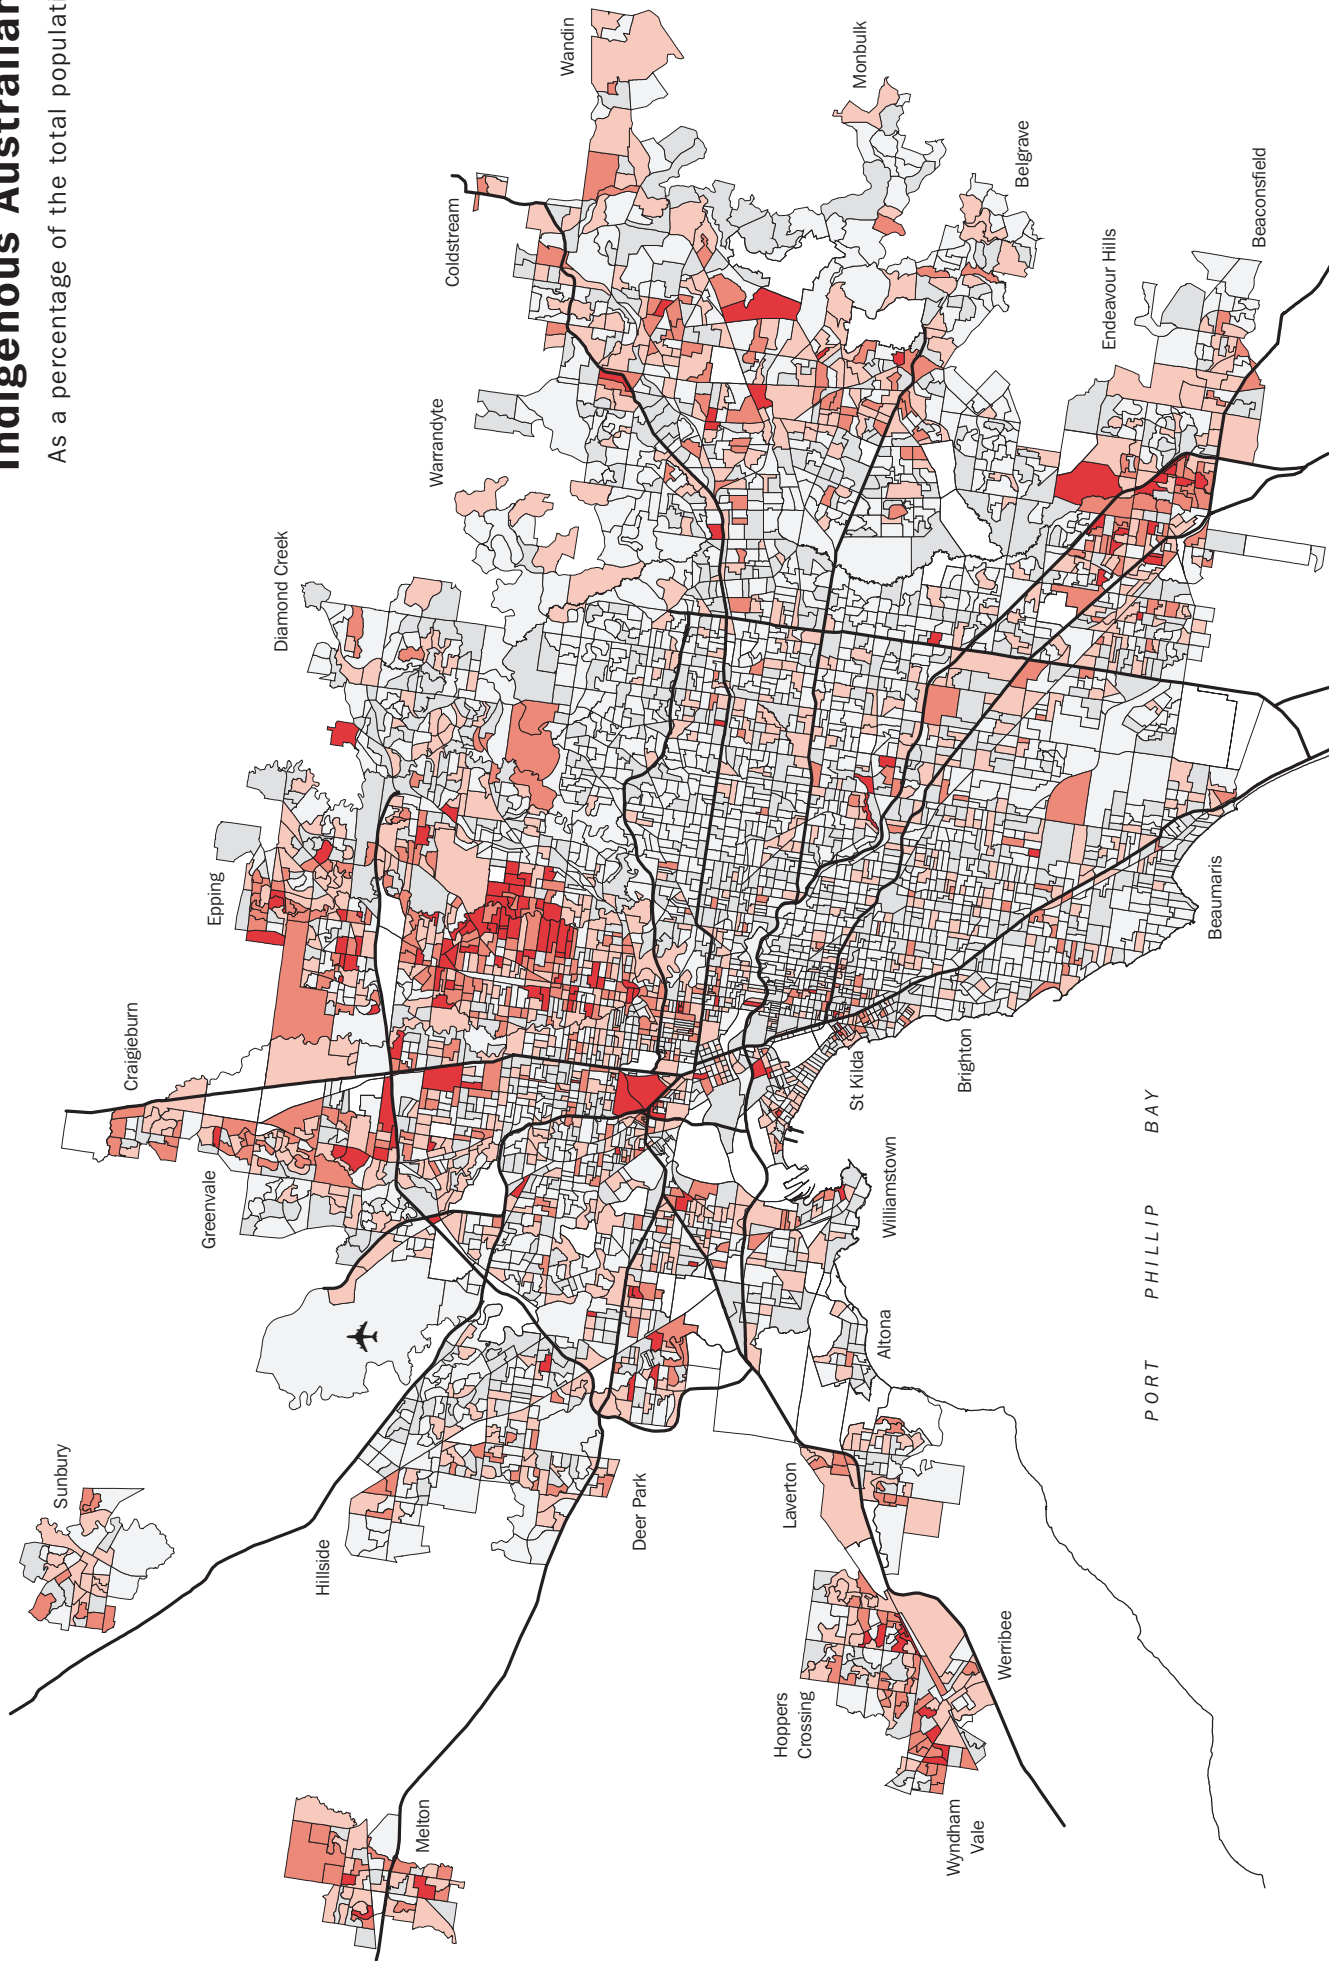 Indigenous Australian
As a percentage of the total populati
Wandin
Monbulk
Belgrave
Beaconsfield
Coldstream
Endeavour Hills
Warrandyte
Diamond Creek
Epping
Beaumaris
Craigieburn
St Kilda
Brighton
Greenvale
Williamstown
PORT PHILLIP BAY
Altona
Sunbury
Hillside
Deer Park
Laverton
Werribee
Hoppers
Crossing
Melton
Wyndham
Vale